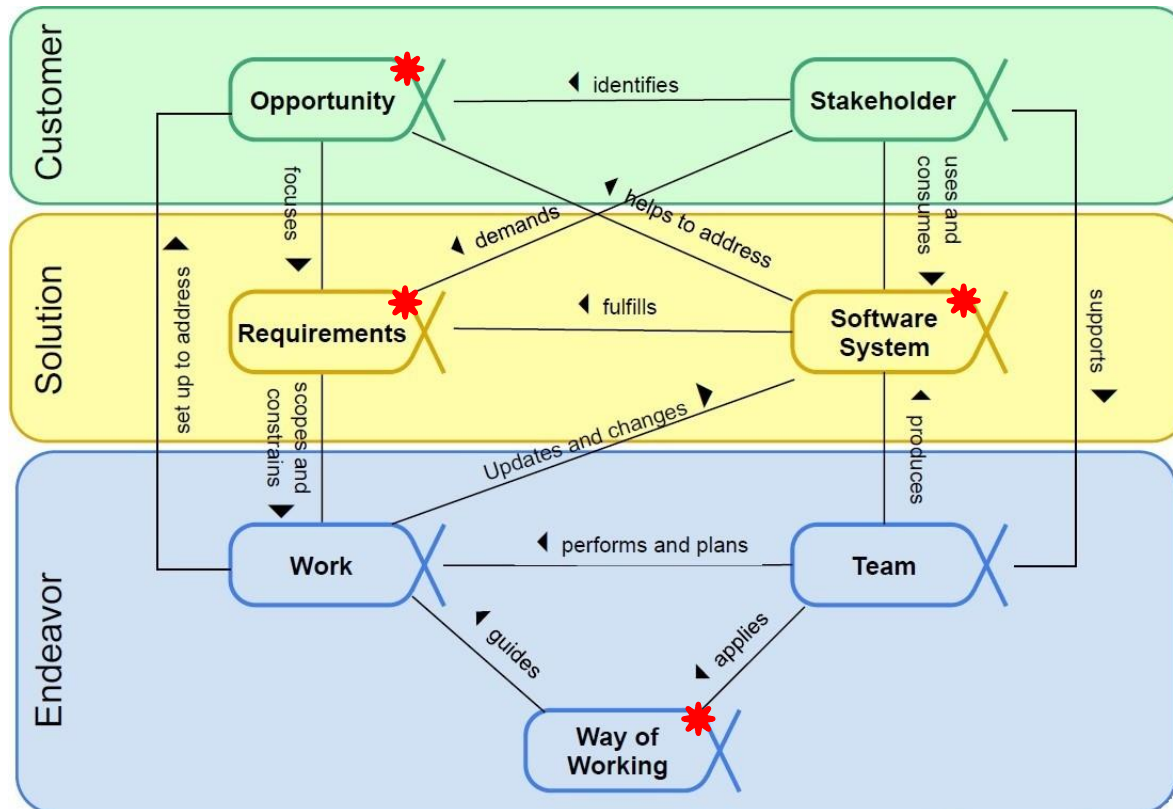 Customer
Opportunity
identifies
Stakeholder
focuses
demands
helps to address
uses and
consumes
Solution
set up to address
Requirements
fulfills
Software
System
supports
scopes and
constrains
Updates and changes
produces
Endeavor
Work
performs and plans
Team
guides
applies
Way of
Working